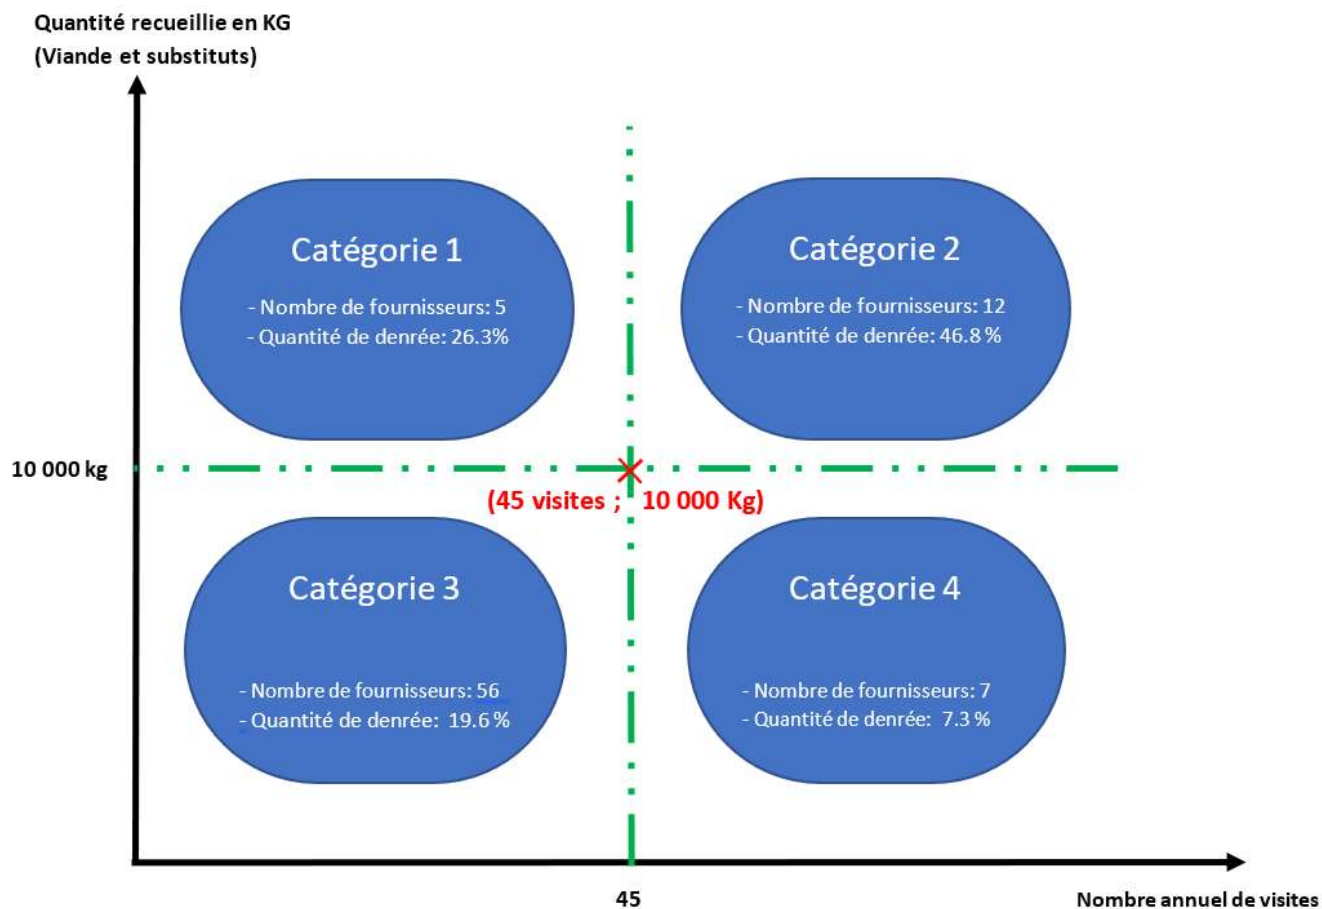 Quantité recueillie en KG
(Viande et substituts)
Catégorie 1
- Nombre de fournisseurs: 5
- Quantité de denrée: 26.3%
Catégorie 2
- Nombre de fournisseurs: 12
- Quantité de denrée: 46.8 %
10 000 kg
(45 visites ; 10 000 Kg)
Catégorie 3
- Nombre de fournisseurs: 56
- Quantité de denrée: 19.6 %
Catégorie 4
- Nombre de fournisseurs: 7
- Quantité de denrée: 7.3 %
45
Nombre annuel de visites